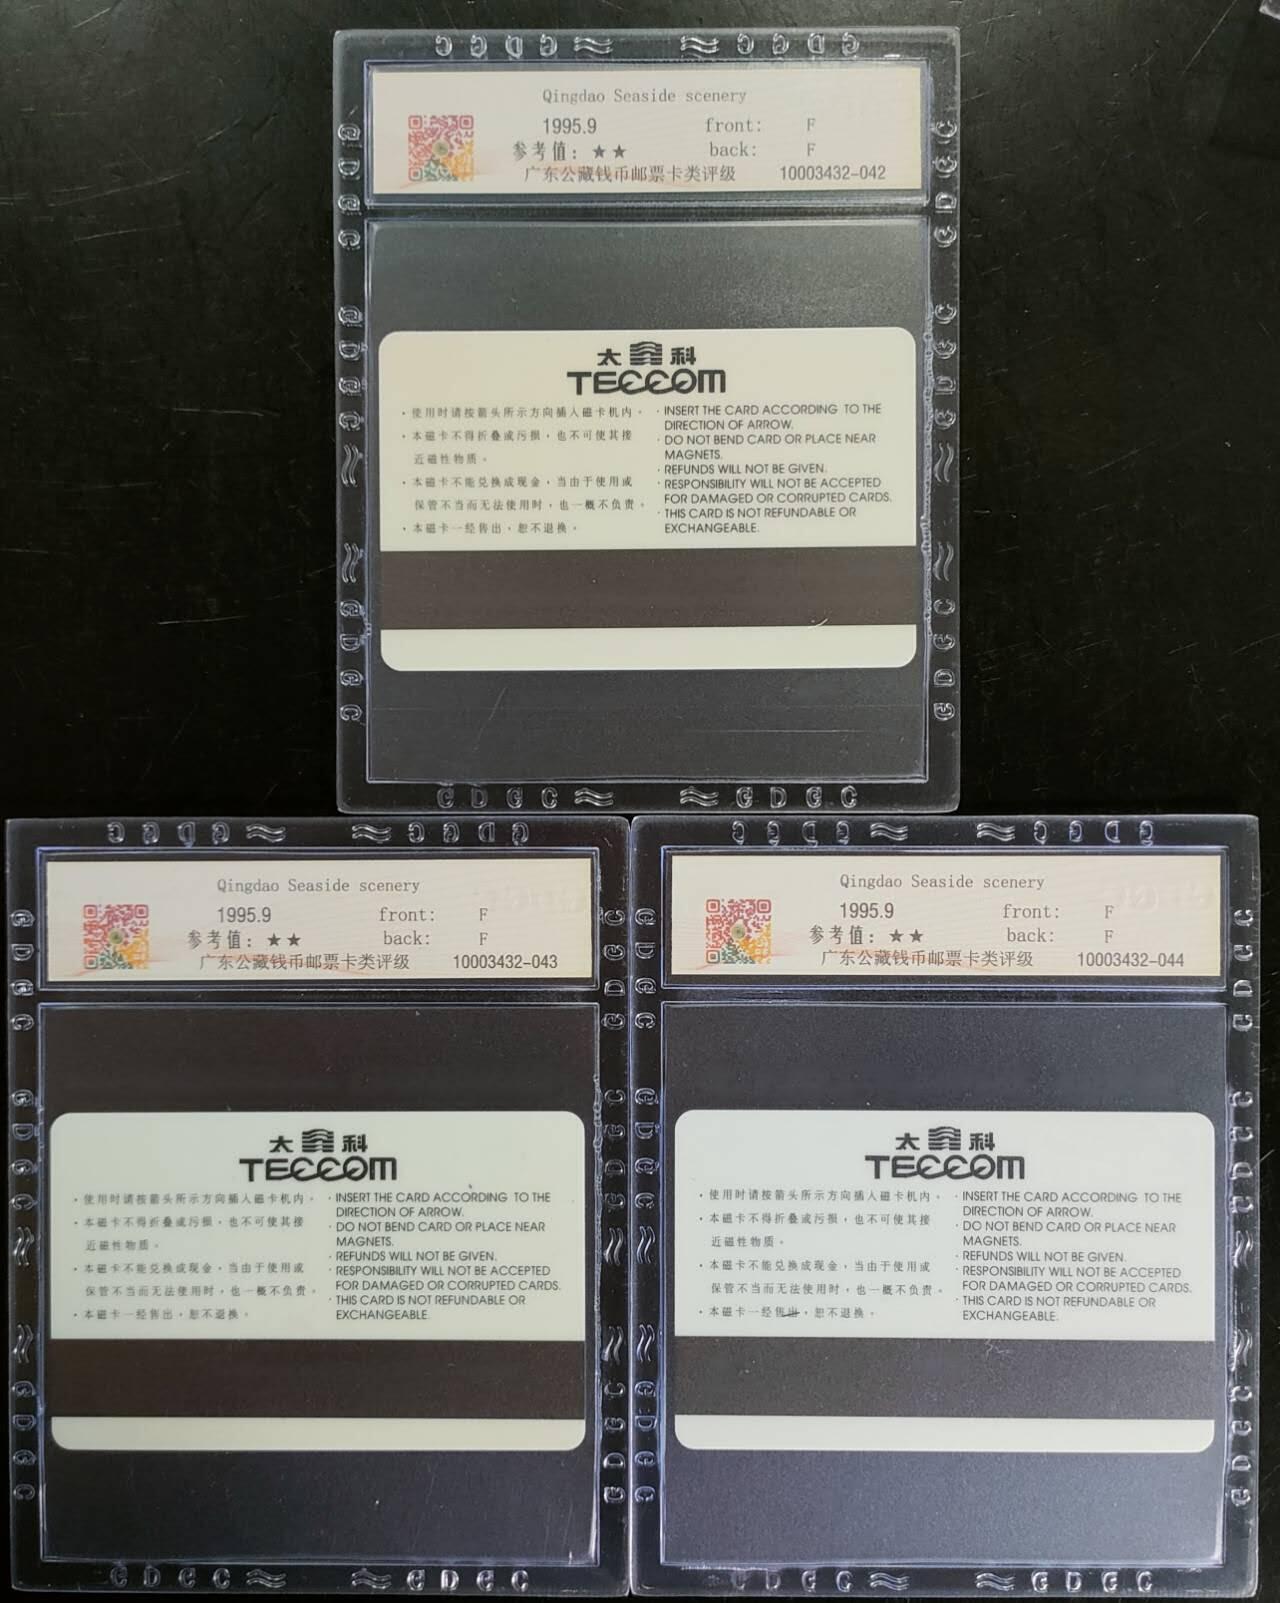 G D G C G D G C
Qingdao Seaside scenery
1995.9 front: F
参考值：★★ back: F
广东公藏钱币邮票卡类评级 10003432-042
太鑫科
TECCOM
·使用时请按箭头所示方向插入磁卡机内。
·本磁卡不得折叠或污损，也不可使其接
近磁性物质。
·本磁卡不能兑换成现金，当由于使用或
保管不当而无法使用时，也一概不负责。
·本磁卡一经售出，恕不退换。
· INSERT THE CARD ACCORDING TO THE
DIRECTION OF ARROW.
· DO NOT BEND CARD OR PLACE NEAR
MAGNETS.
· REFUNDS WILL NOT BE GIVEN.
· RESPONSIBILITY WILL NOT BE ACCEPTED
FOR DAMAGED OR CORRUPTED CARDS.
· THIS CARD IS NOT REFUNDABLE OR
EXCHANGEABLE.
G D G C G D G C
Qingdao Seaside scenery
1995.9 front: F
参考值：★★ back: F
广东公藏钱币邮票卡类评级 10003432-043
太鑫科
TECCOM
·使用时请按箭头所示方向插入磁卡机内。
·本磁卡不得折叠或污损，也不可使其接
近磁性物质。
·本磁卡不能兑换成现金，当由于使用或
保管不当而无法使用时，也一概不负责。
·本磁卡一经售出，恕不退换。
· INSERT THE CARD ACCORDING TO THE
DIRECTION OF ARROW.
· DO NOT BEND CARD OR PLACE NEAR
MAGNETS.
· REFUNDS WILL NOT BE GIVEN.
· RESPONSIBILITY WILL NOT BE ACCEPTED
FOR DAMAGED OR CORRUPTED CARDS.
· THIS CARD IS NOT REFUNDABLE OR
EXCHANGEABLE.
G D G C G D G C
Qingdao Seaside scenery
1995.9 front: F
参考值：★★ back: F
广东公藏钱币邮票卡类评级 10003432-044
太鑫科
TECCOM
·使用时请按箭头所示方向插入磁卡机内。
·本磁卡不得折叠或污损，也不可使其接
近磁性物质。
·本磁卡不能兑换成现金，当由于使用或
保管不当而无法使用时，也一概不负责。
·本磁卡一经售出，恕不退换。
· INSERT THE CARD ACCORDING TO THE
DIRECTION OF ARROW.
· DO NOT BEND CARD OR PLACE NEAR
MAGNETS.
· REFUNDS WILL NOT BE GIVEN.
· RESPONSIBILITY WILL NOT BE ACCEPTED
FOR DAMAGED OR CORRUPTED CARDS.
· THIS CARD IS NOT REFUNDABLE OR
EXCHANGEABLE.
G D G C G D G C